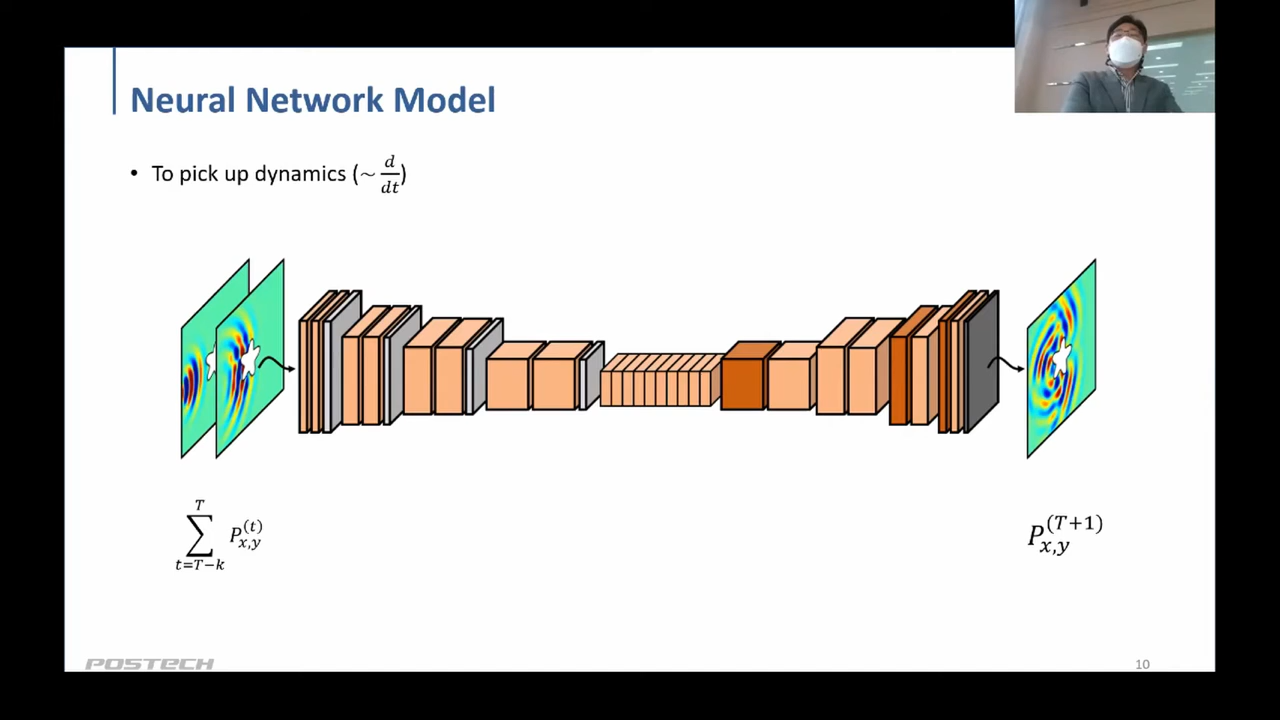 Neural Network Model
• To pick up dynamics (~ d/dt)
T
∑ P_{x,y}^{(t)}
t=T−k
P_{x,y}^{(T+1)}
POSTECH
10